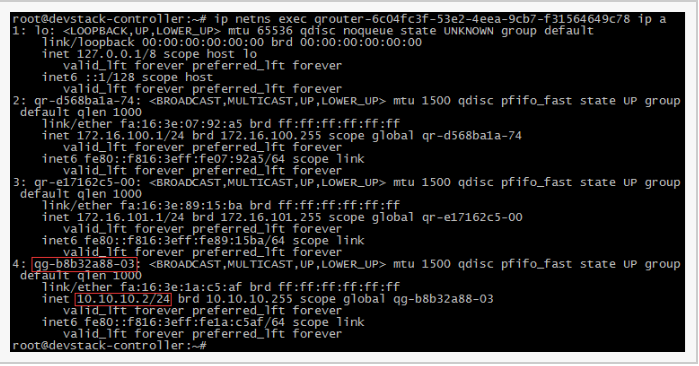 root@devstack-controller:~# ip netns exec qrouter-6c04fc3f-53e2-4eea-9cb7-f31564649c78 ip a
1: lo: <LOOPBACK,UP,LOWER_UP> mtu 65536 qdisc noqueue state UNKNOWN group default
link/loopback 00:00:00:00:00:00 brd 00:00:00:00:00:00
inet 127.0.0.1/8 scope host lo
valid_lft forever preferred_lft forever
inet6 ::1/128 scope host
valid_lft forever preferred_lft forever
2: qr-d568ba1a-74: <BROADCAST,MULTICAST,UP,LOWER_UP> mtu 1500 qdisc pfifo_fast state UP group
default qlen 1000
link/ether fa:16:3e:07:92:a5 brd ff:ff:ff:ff:ff:ff
inet 172.16.100.1/24 brd 172.16.100.255 scope global qr-d568ba1a-74
valid_lft forever preferred_lft forever
inet6 fe80::f816:3eff:fe07:92a5/64 scope link
valid_lft forever preferred_lft forever
3: qr-e17162c5-00: <BROADCAST,MULTICAST,UP,LOWER_UP> mtu 1500 qdisc pfifo_fast state UP group
default qlen 1000
link/ether fa:16:3e:89:15:ba brd ff:ff:ff:ff:ff:ff
inet 172.16.101.1/24 brd 172.16.101.255 scope global qr-e17162c5-00
valid_lft forever preferred_lft forever
inet6 fe80::f816:3eff:fe89:15ba/64 scope link
valid_lft forever preferred_lft forever
4: qg-b8b32a88-03: <BROADCAST,MULTICAST,UP,LOWER_UP> mtu 1500 qdisc pfifo_fast state UP group
default qlen 1000
link/ether fa:16:3e:1a:c5:af brd ff:ff:ff:ff:ff:ff
inet 10.10.10.2/24 brd 10.10.10.255 scope global qg-b8b32a88-03
valid_lft forever preferred_lft forever
inet6 fe80::f816:3eff:fe1a:c5af/64 scope link
valid_lft forever preferred_lft forever
root@devstack-controller:~#